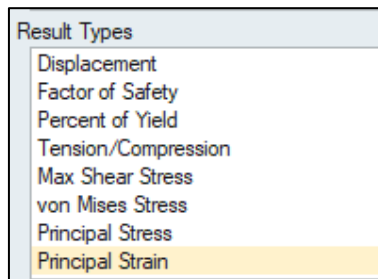 Result Types
Displacement
Factor of Safety
Percent of Yield
Tension/Compression
Max Shear Stress
von Mises Stress
Principal Stress
Principal Strain